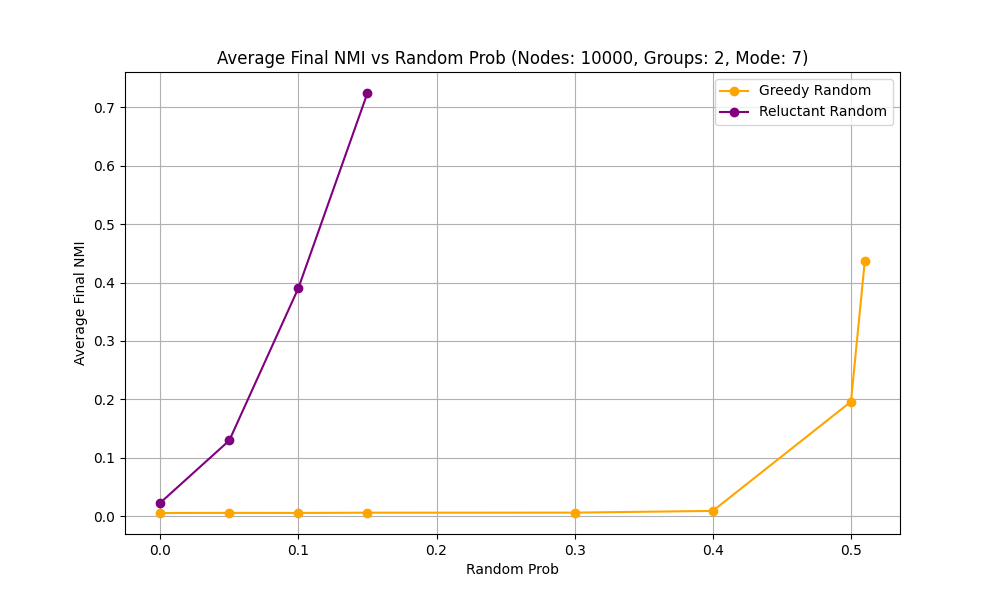 Average Final NMI vs Random Prob (Nodes: 10000, Groups: 2, Mode: 7)
Greedy Random
Reluctant Random
Average Final NMI
0.7
0.6
0.5
0.4
0.3
0.2
0.1
0.0
0.0 0.1 0.2 0.3 0.4 0.5
Random Prob